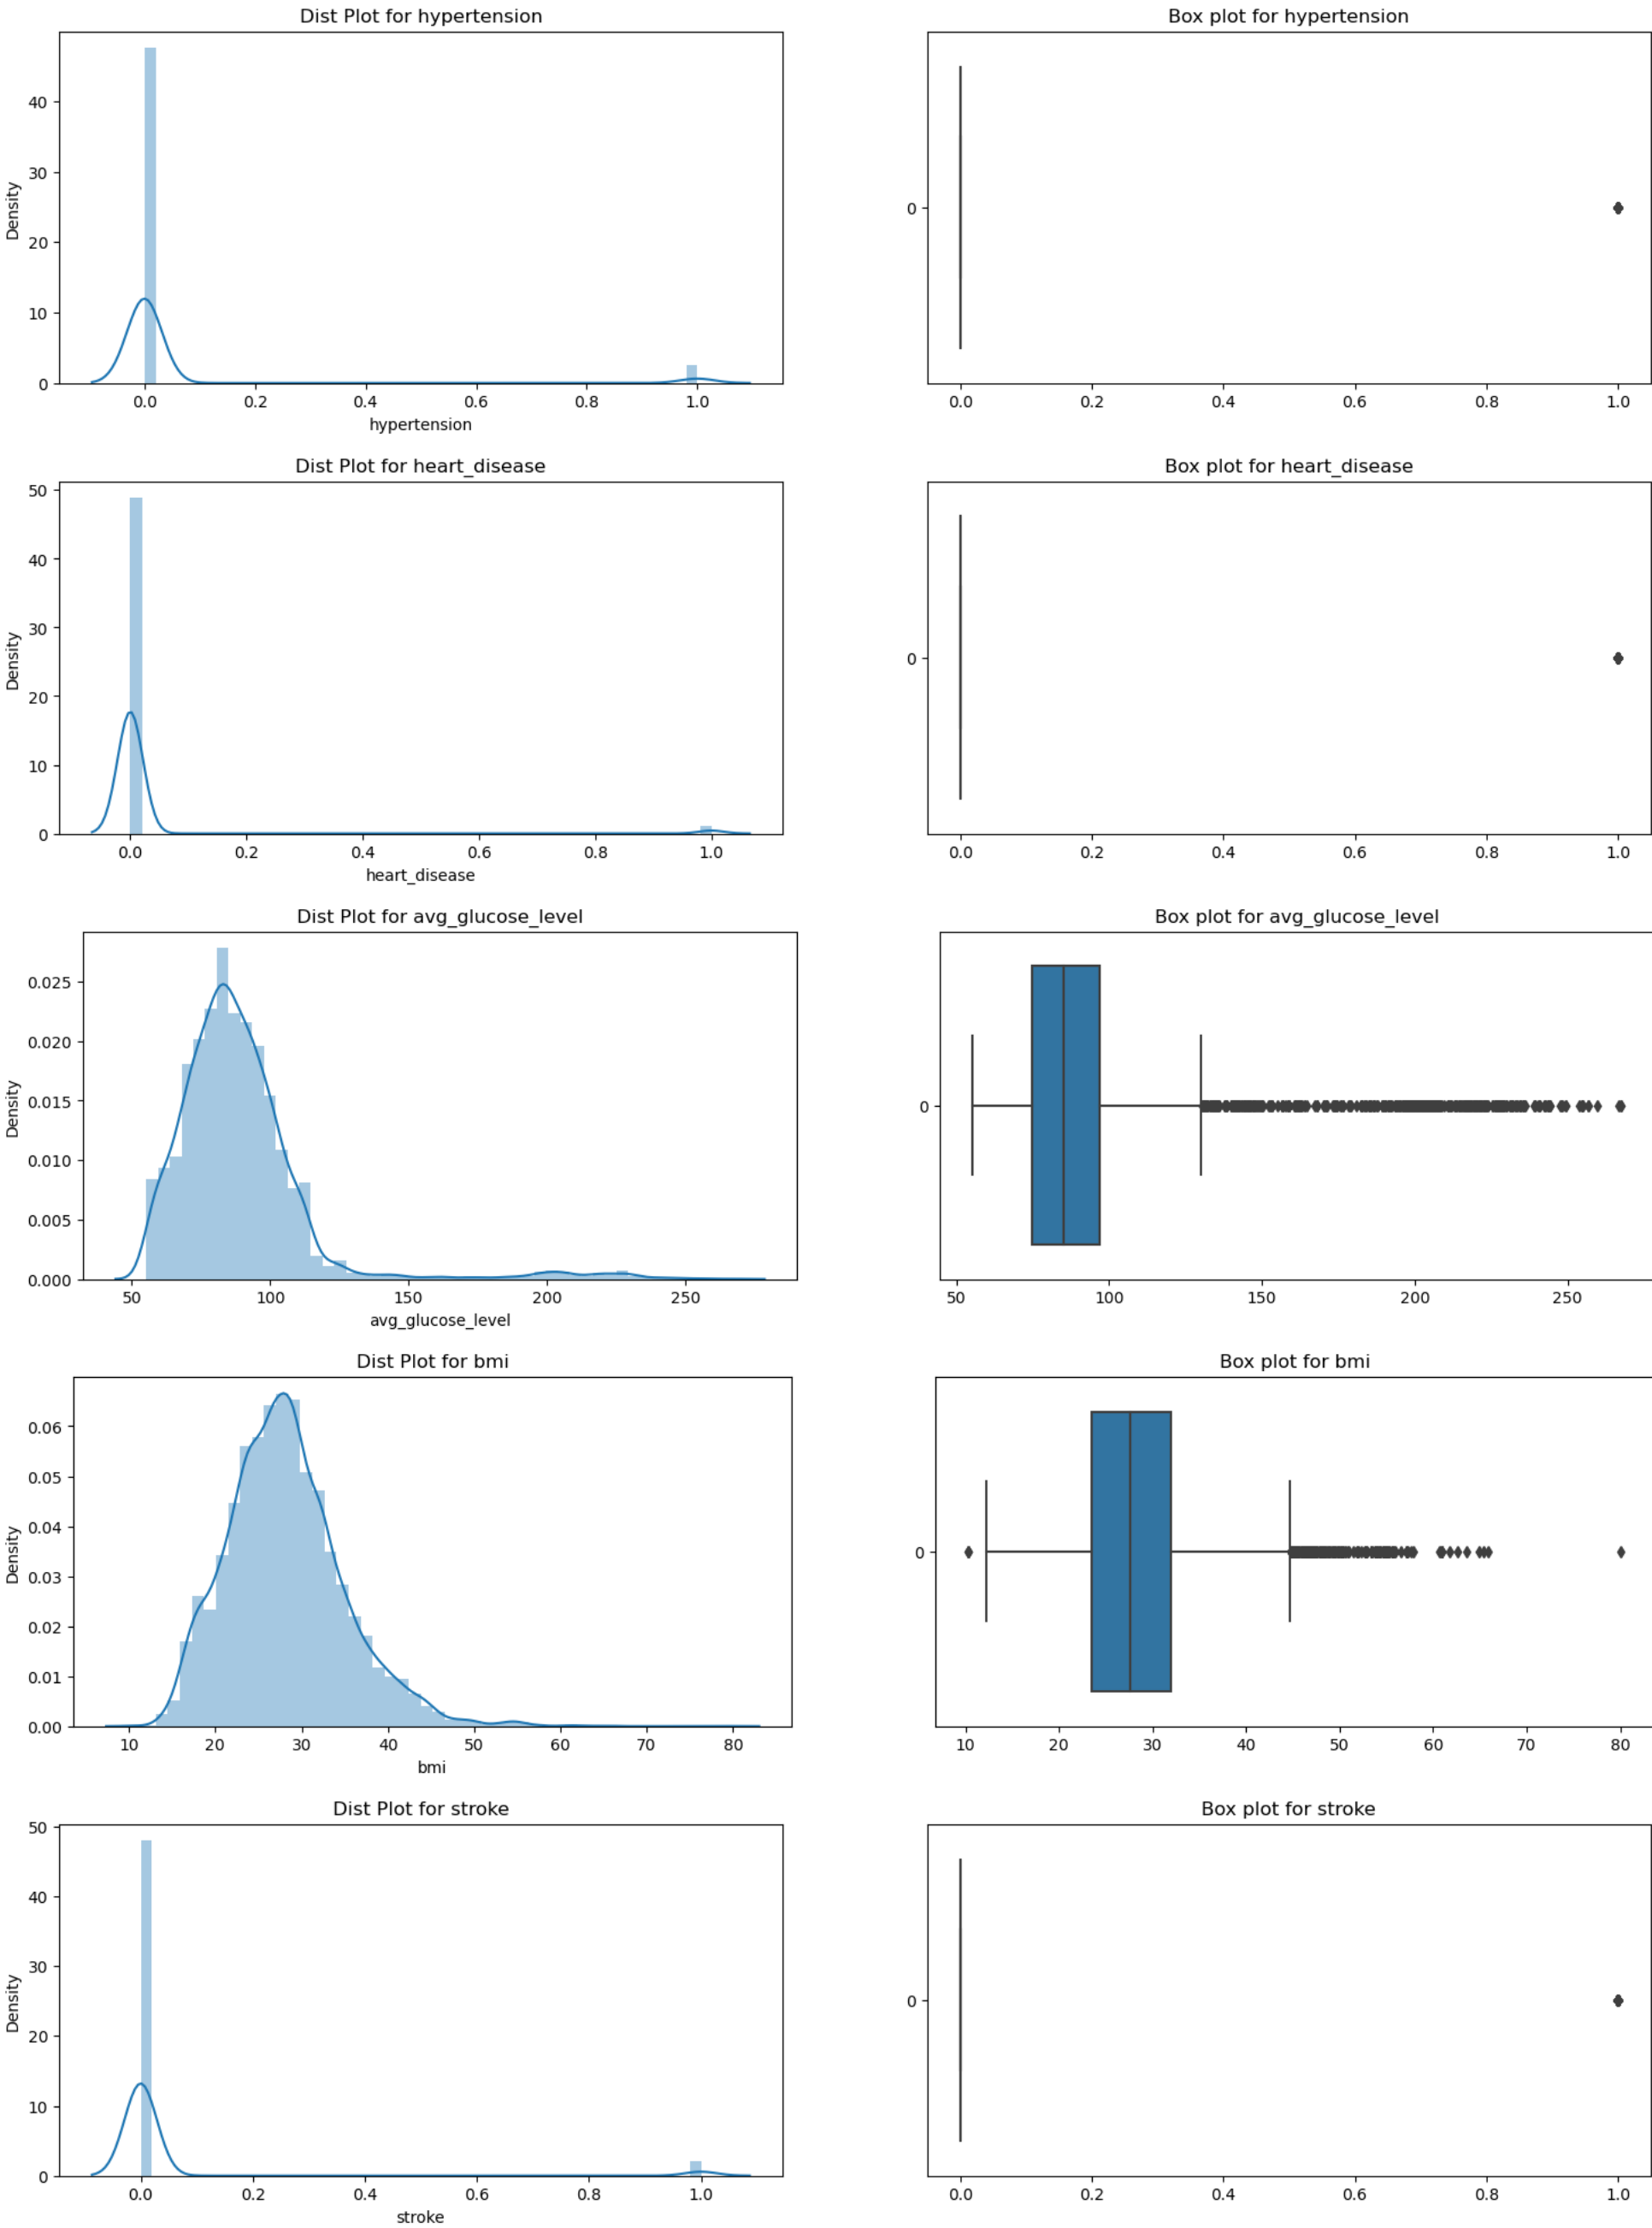 Dist Plot for hypertension
Density
40
30
20
10
0
0.0 0.2 0.4 0.6 0.8 1.0
hypertension
Box plot for hypertension
0
0.0 0.2 0.4 0.6 0.8 1.0
Dist Plot for heart_disease
Density
50
40
30
20
10
0
0.0 0.2 0.4 0.6 0.8 1.0
heart_disease
Box plot for heart_disease
0
0.0 0.2 0.4 0.6 0.8 1.0
Dist Plot for avg_glucose_level
Density
0.025
0.020
0.015
0.010
0.005
0.000
50 100 150 200 250
avg_glucose_level
Box plot for avg_glucose_level
0
50 100 150 200 250
Dist Plot for bmi
Density
0.06
0.05
0.04
0.03
0.02
0.01
0.00
10 20 30 40 50 60 70 80
bmi
Box plot for bmi
0
10 20 30 40 50 60 70 80
Dist Plot for stroke
Density
50
40
30
20
10
0
0.0 0.2 0.4 0.6 0.8 1.0
stroke
Box plot for stroke
0
0.0 0.2 0.4 0.6 0.8 1.0